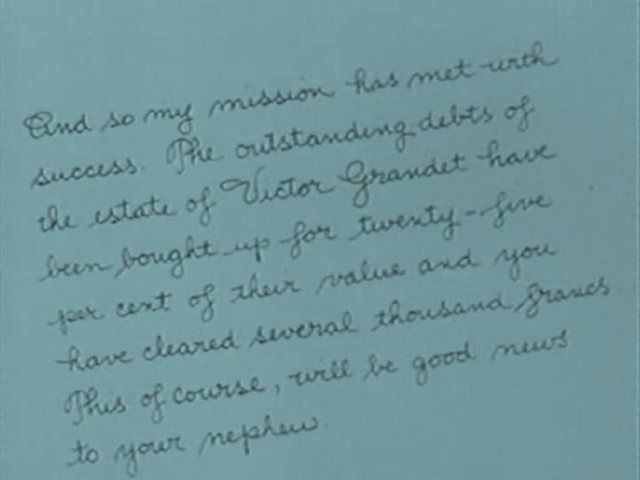 And so my mission has met with
success. The outstanding debts of
the estate of Victor Grandet have
been bought up for twenty-five
per cent of their value and you
have cleared several thousand francs.
This of course, will be good news
to your nephew.